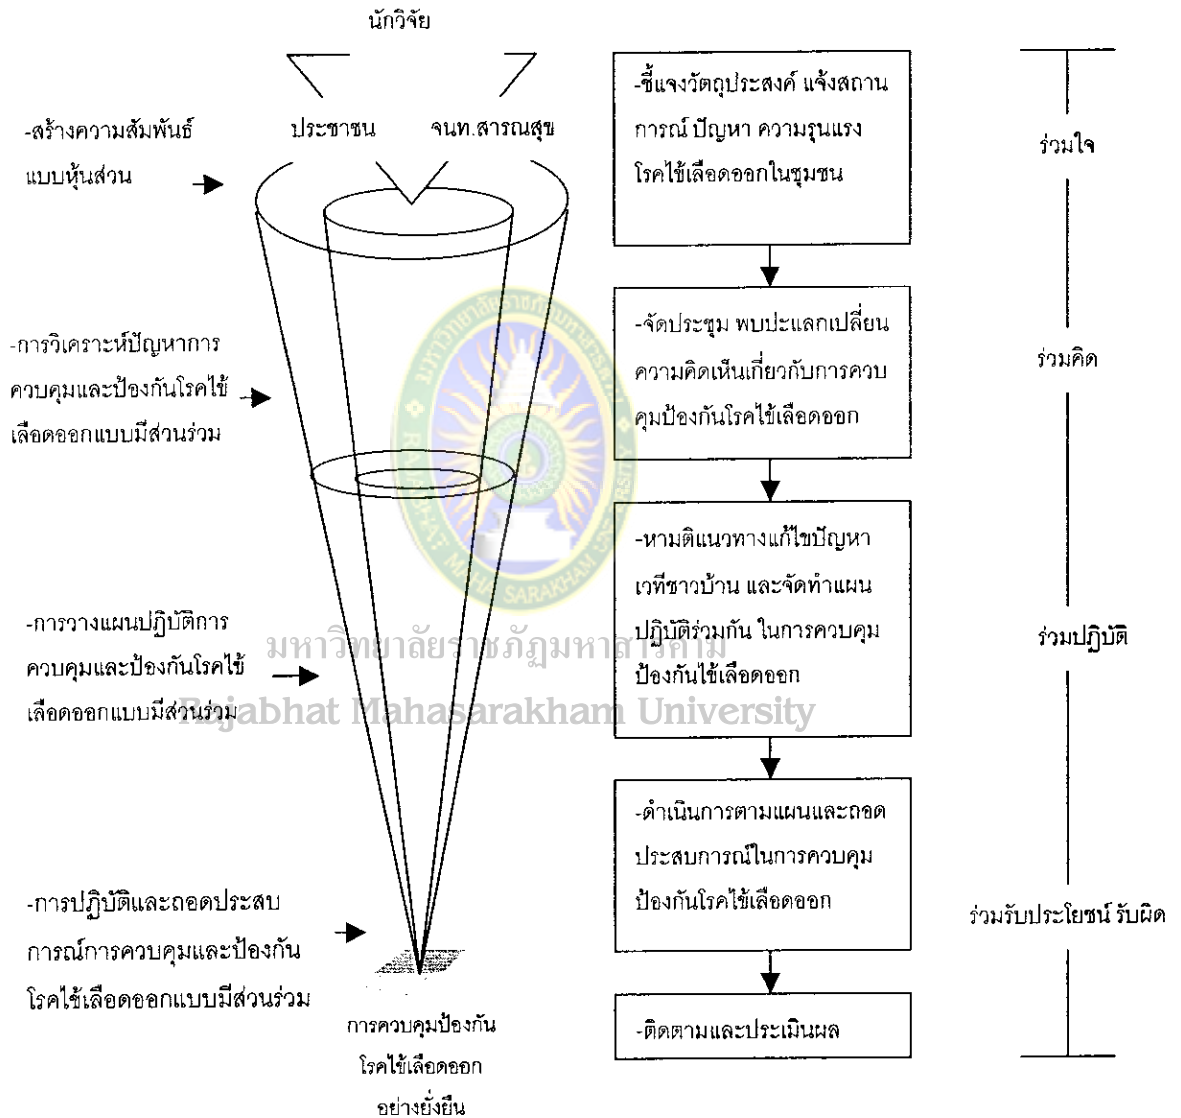 นักวิจัย
ประชาชน
จนท.สารณสุข
-สร้างความสัมพันธ์
แบบหุ้นส่วน
-การวิเคราะห์ปัญหาการ
ควบคุมและป้องกันโรคไข้
เลือดออกแบบมีส่วนร่วม
-การวางแผนปฏิบัติการ
ควบคุมและป้องกันโรคไข้
เลือดออกแบบมีส่วนร่วม
-การปฏิบัติและถอดประสบ
การณ์การควบคุมและป้องกัน
โรคไข้เลือดออกแบบมีส่วนร่วม
การควบคุมป้องกัน
โรคไข้เลือดออก
อย่างยั่งยืน
-ชี้แจงวัตถุประสงค์ แจ้งสถาน
การณ์ ปัญหา ความรุนแรง
โรคไข้เลือดออกในชุมชน
-จัดประชุม พบปะแลกเปลี่ยน
ความคิดเห็นเกี่ยวกับการควบ
คุมป้องกันโรคไข้เลือดออก
-หามติแนวทางแก้ไขปัญหา
เวทีชาวบ้าน และจัดทำแผน
ปฏิบัติร่วมกัน ในการควบคุม
ป้องกันไข้เลือดออก
-ดำเนินการตามแผนและถอด
ประสบการณ์ในการควบคุม
ป้องกันโรคไข้เลือดออก
-ติดตามและประเมินผล
ร่วมใจ
ร่วมคิด
ร่วมปฏิบัติ
ร่วมรับประโยชน์ รับผิด
มหาวิทยาลัยราชภัฏมหาสารคาม
RAJABHAT MAHA SARAKHAM UNIVERSITY
มหาวิทยาลัยราชภัฏมหาสารคาม
Rajabhat Mahasarakham University